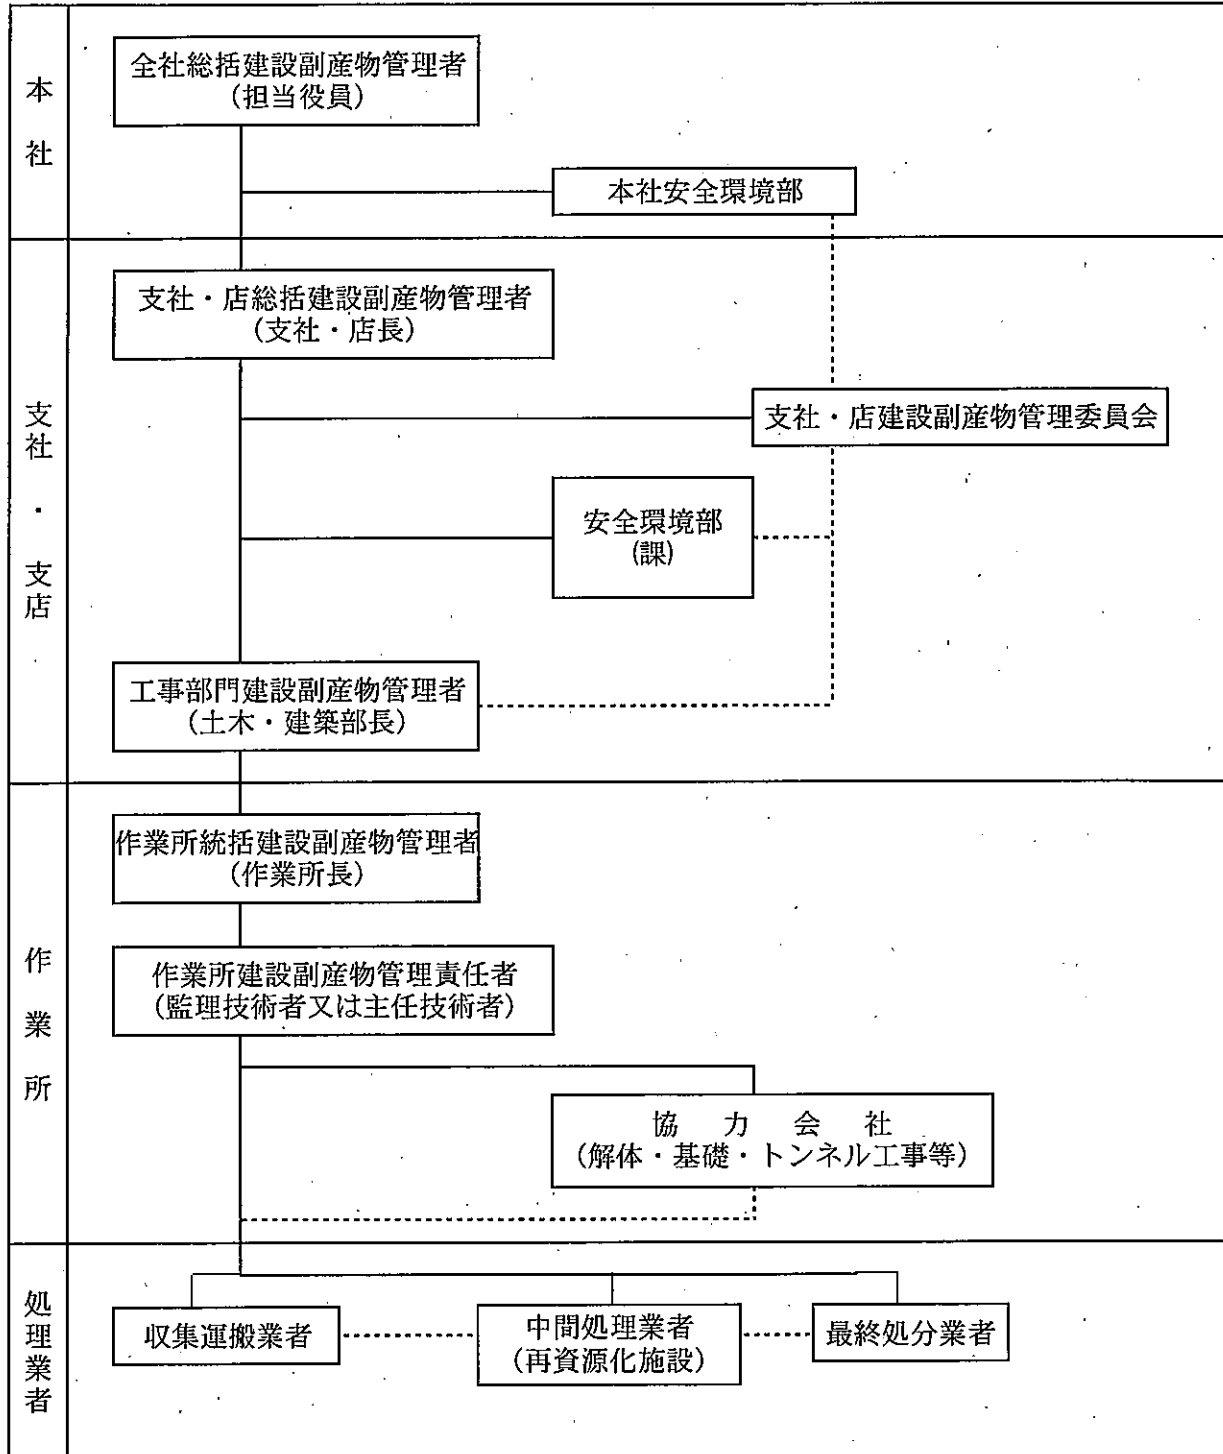 本社
全社総括建設副産物管理者
(担当役員)
本社安全環境部
支社・支店
支社・店総括建設副産物管理者
(支社・店長)
支社・店建設副産物管理委員会
安全環境部
(課)
工事部門建設副産物管理者
(土木・建築部長)
作業所
作業所統括建設副産物管理者
(作業所長)
作業所建設副産物管理責任者
(監理技術者又は主任技術者)
協力会社
(解体・基礎・トンネル工事等)
処理業者
収集運搬業者
中間処理業者
(再資源化施設)
最終処分業者